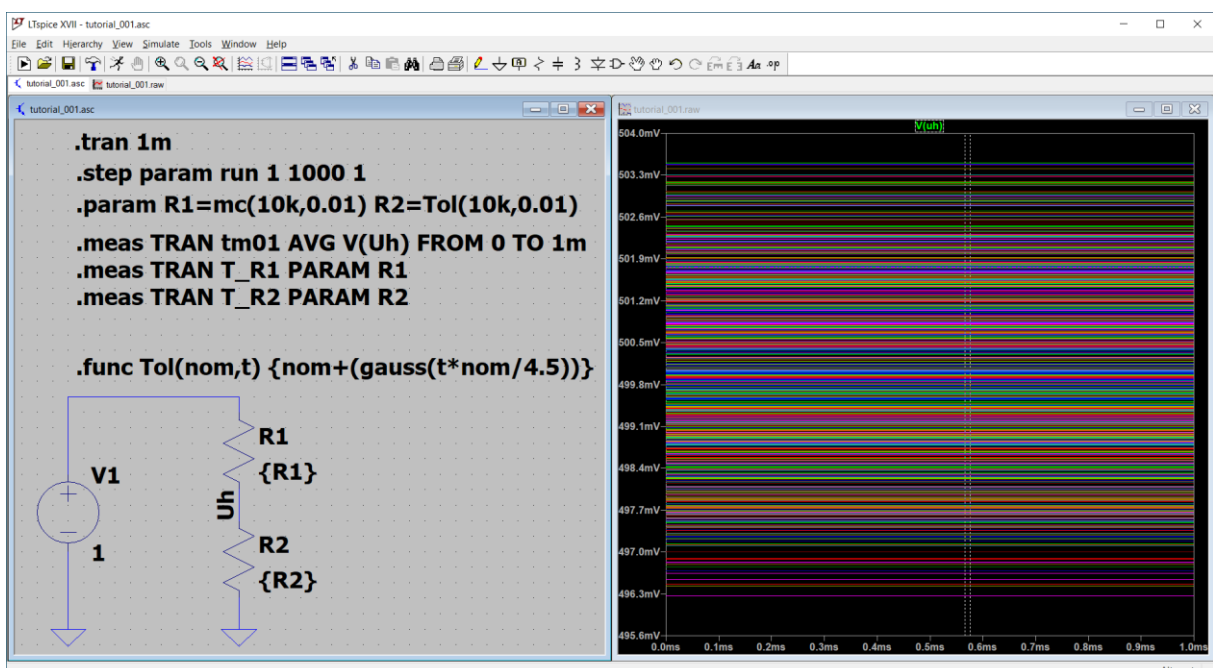 LTspice XVII - tutorial_001.asc
File Edit Hierarchy View Simulate Tools Window Help
tutorial_001.asc tutorial_001.raw
tutorial_001.asc
.tran 1m
.step param run 1 1000 1
.param R1=mc(10k,0.01) R2=Tol(10k,0.01)
.meas TRAN tm01 AVG V(Uh) FROM 0 TO 1m
.meas TRAN T_R1 PARAM R1
.meas TRAN T_R2 PARAM R2
.func Tol(nom,t) {nom+(gauss(t*nom/4.5))}
R1
{R1}
V1
Uh
1
R2
{R2}
tutorial_001.raw
V(uh)
504.0mV
503.3mV
502.6mV
501.9mV
501.2mV
500.5mV
499.8mV
499.1mV
498.4mV
497.7mV
497.0mV
496.3mV
495.6mV
0.0ms 0.1ms 0.2ms 0.3ms 0.4ms 0.5ms 0.6ms 0.7ms 0.8ms 0.9ms 1.0ms